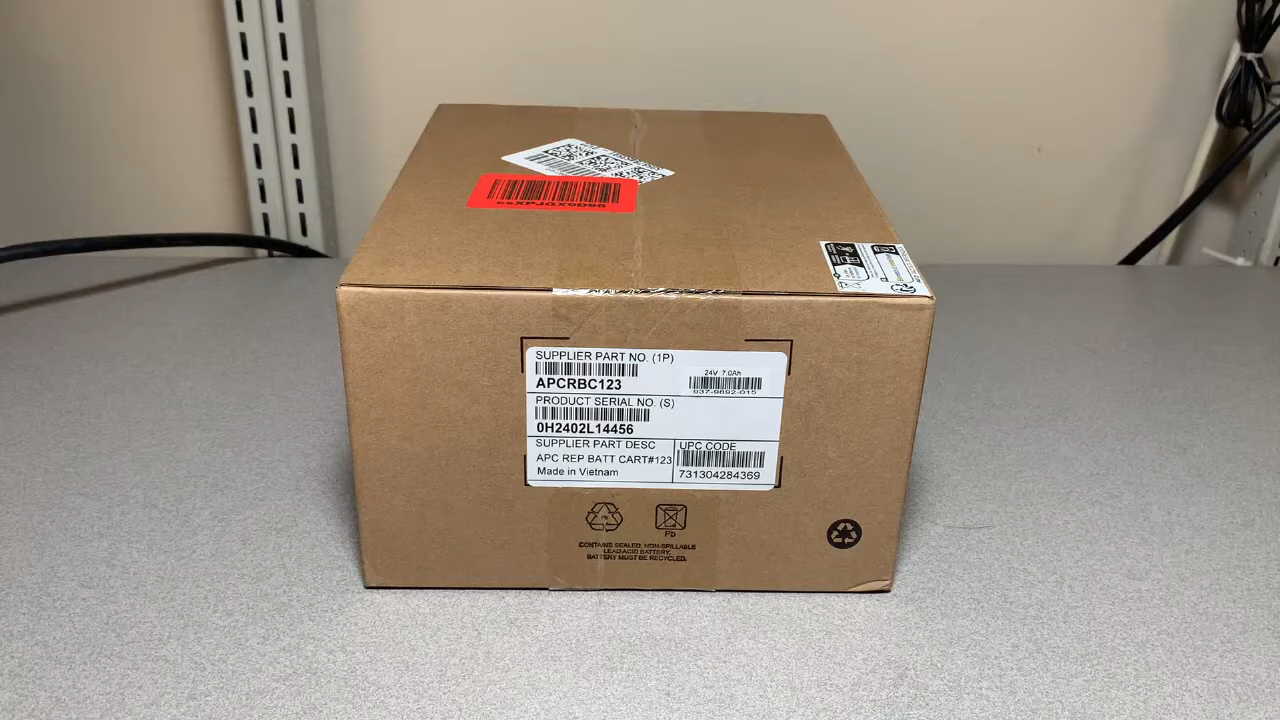 csXPJGX9D98
SUPPLIER PART NO. (1P)
APCRBC123
24V 7.0Ah
937-9892-015
PRODUCT SERIAL NO. (S)
0H2402L14456
SUPPLIER PART DESC
APC REP BATT CART#123
Made in Vietnam
UPC CODE
731304284369
Pb
CONTAINS SEALED, NON-SPILLABLE
LEAD ACID BATTERY.
BATTERY MUST BE RECYCLED.